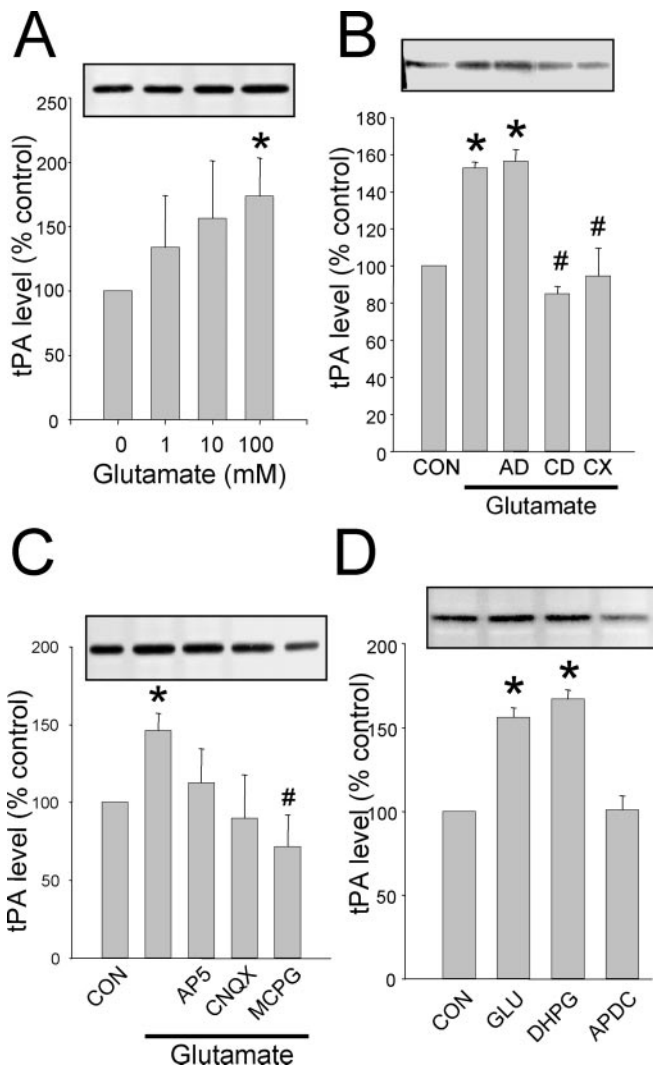 A
250
200
150
100
50
0
tPA level (% control)
*
0 1 10 100
Glutamate (mM)
B
180
160
140
120
100
80
60
40
20
0
tPA level (% control)
* *
# #
CON AD CD CX
Glutamate
C
200
150
100
50
0
tPA level (% control)
*
#
CON AP5 CNQX MCPG
Glutamate
D
200
150
100
50
0
tPA level (% control)
* *
CON GLU DHPG APDC